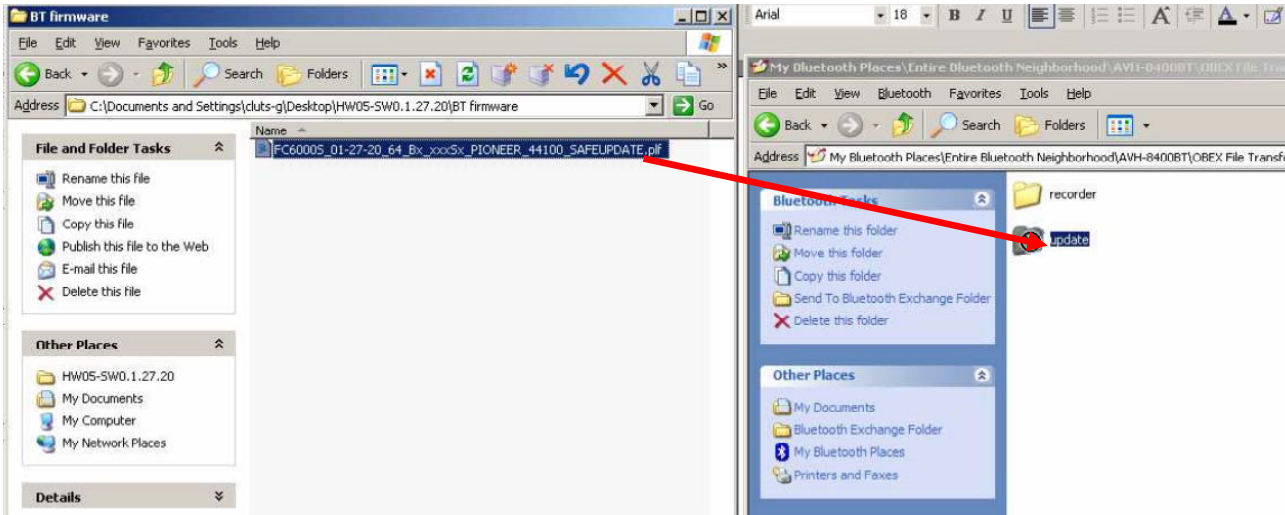 BT firmware
File Edit View Favorites Tools Help
Back Search Folders
Address C:\Documents and Settings\cluts-g\Desktop\HW05-SW0.1.27.20\BT firmware Go
File and Folder Tasks
Rename this file
Move this file
Copy this file
Publish this file to the Web
E-mail this file
Delete this file
Other Places
HW05-SW0.1.27.20
My Documents
My Computer
My Network Places
Details
Name
FC6000S_01-27-20_64_Bx_xxxSx_PIONEER_44100_SAFEUPDATE.plf
Arial 18 B I U A A
My Bluetooth Places\Entire Bluetooth Neighborhood\AVH-8400BT\OBEX File Tran
File Edit View Bluetooth Favorites Tools Help
Back Search Folders
Address My Bluetooth Places\Entire Bluetooth Neighborhood\AVH-8400BT\OBEX File Transf
Bluetooth Tasks
Rename this folder
Move this folder
Copy this folder
Send To Bluetooth Exchange Folder
Delete this folder
Other Places
My Documents
Bluetooth Exchange Folder
My Bluetooth Places
Printers and Faxes
recorder
update